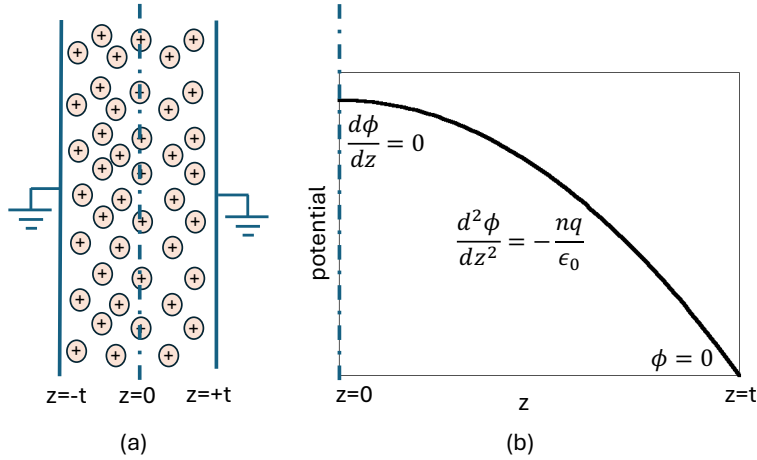 z=-t
z=0
z=+t
(a)
potential
dϕ/dz = 0
d²ϕ/dz² = −nq/ϵ₀
ϕ = 0
z=0
z
z=t
(b)